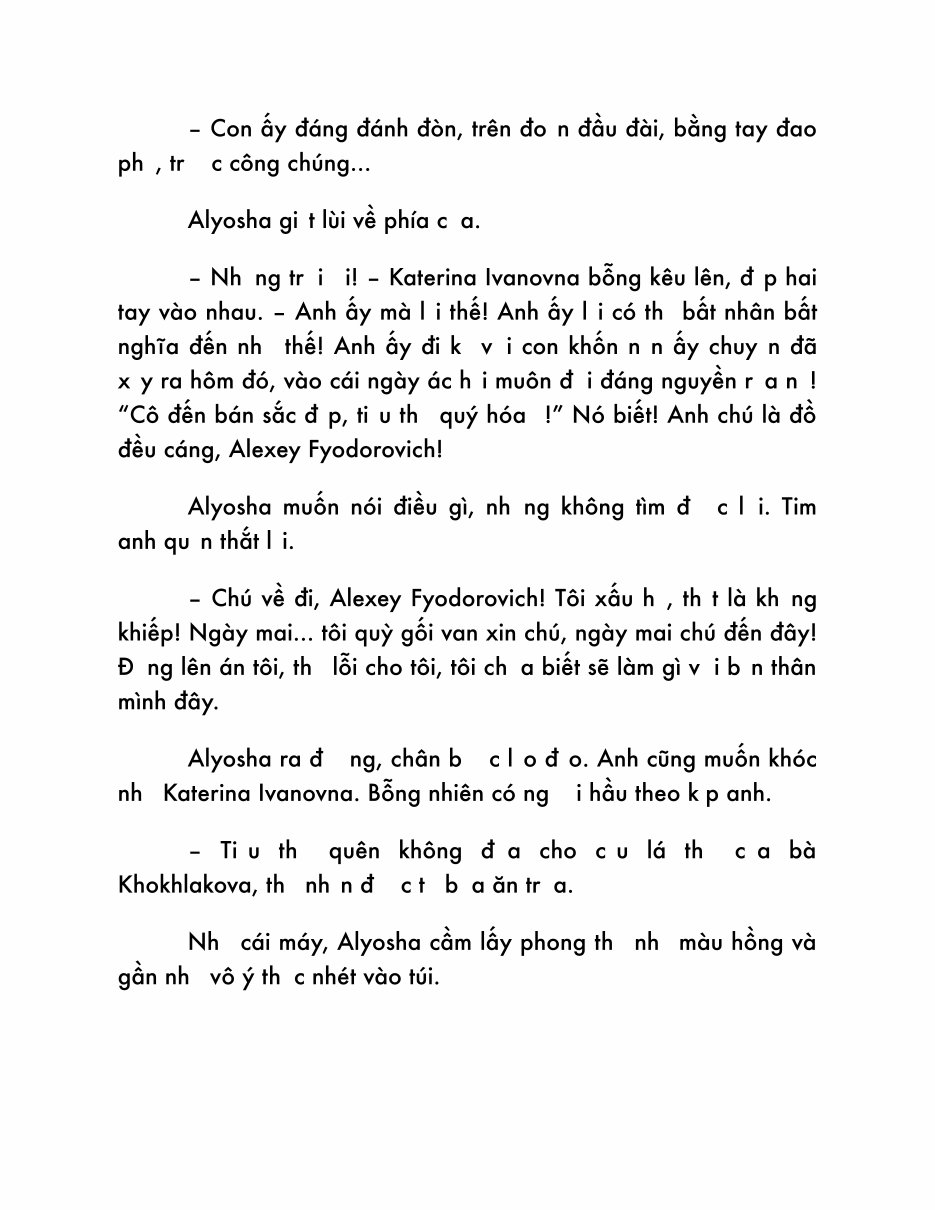 – Con ấy đáng đánh đòn, trên đo n đầu đài, bằng tay đao
ph , tr  c công chúng...
Alyosha gi t lùi về phía c a.
– Nh ng tr i  i! – Katerina Ivanovna bỗng kêu lên, đ p hai
tay vào nhau. – Anh ấy mà l i thế! Anh ấy l i có th  bất nhân bất
nghĩa đến nh  thế! Anh ấy đi k  v i con khốn n n ấy chuy n đã
x y ra hôm đó, vào cái ngày ác h i muôn đ i đáng nguyền r a n !
“Cô đến bán sắc đ p, ti u th  quý hóa  !” Nó biết! Anh chú là đồ
đều cáng, Alexey Fyodorovich!
Alyosha muốn nói điều gì, nh ng không tìm đ  c l i. Tim
anh qu n thắt l i.
– Chú về đi, Alexey Fyodorovich! Tôi xấu h , th t là kh ng
khiếp! Ngày mai... tôi quỳ gối van xin chú, ngày mai chú đến đây!
Đ ng lên án tôi, th  lỗi cho tôi, tôi ch a biết sẽ làm gì v i b n thân
mình đây.
Alyosha ra đ  ng, chân b  c l o đ o. Anh cũng muốn khóc
nh  Katerina Ivanovna. Bỗng nhiên có ng  i hầu theo k p anh.
– Ti u th  quên không đ a cho c u lá th  c a bà
Khokhlakova, th  nh n đ  c t  b a ăn tr a.
Nh  cái máy, Alyosha cầm lấy phong th  nh  màu hồng và
gần nh  vô ý th c nhét vào túi.